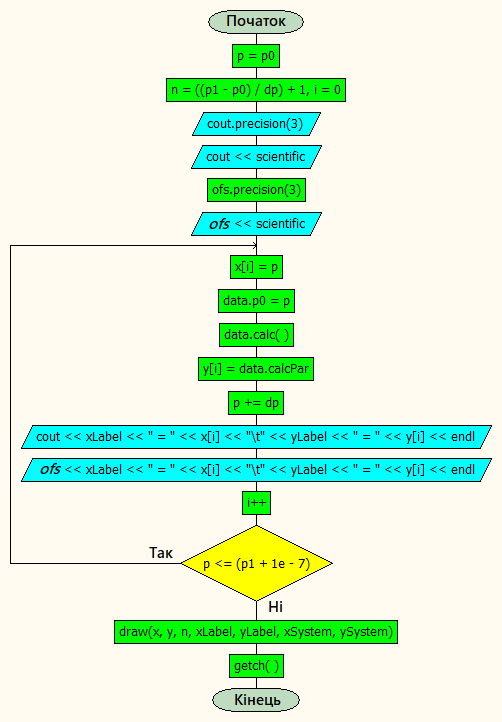 Початок
p = p0
n = ((p1 - p0) / dp) + 1, i = 0
cout.precision(3)
cout << scientific
ofs.precision(3)
ofs << scientific
x[i] = p
data.p0 = p
data.calc( )
y[i] = data.calcPar
p += dp
cout << xLabel << " = " << x[i] << "\t" << yLabel << " = " << y[i] << endl
ofs << xLabel << " = " << x[i] << "\t" << yLabel << " = " << y[i] << endl
i++
Так
p <= (p1 + 1e - 7)
Ні
draw(x, y, n, xLabel, yLabel, xSystem, ySystem)
getch( )
Кінець